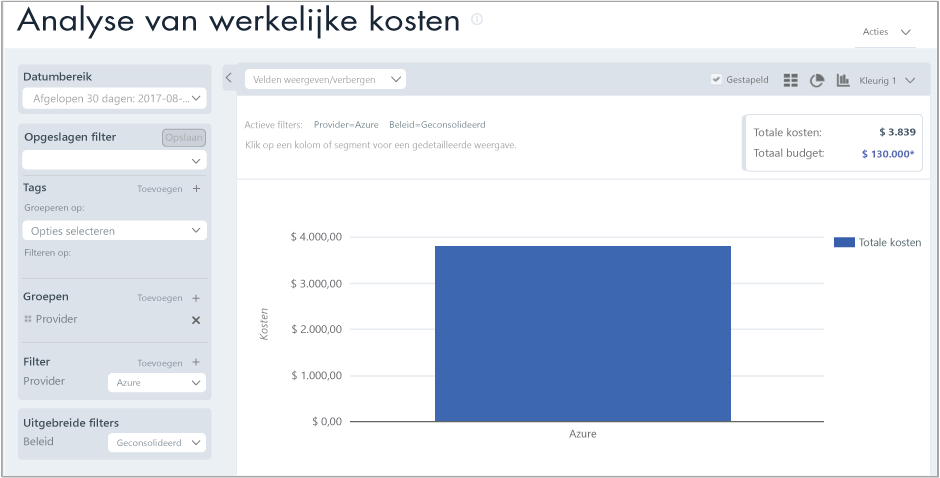 Analyse van werkelijke kosten
Acties
Datumbereik
Afgelopen 30 dagen: 2017-08-...
Opgeslagen filter
Opslaan
Tags
Toevoegen +
Groeperen op:
Opties selecteren
Filteren op:
Groepen
Toevoegen +
Provider
Filter
Toevoegen +
Provider
Azure
Uitgebreide filters
Beleid
Geconsolideerd
Velden weergeven/verbergen
Gestapeld
Kleurig 1
Actieve filters: Provider=Azure Beleid=Geconsolideerd
Klik op een kolom of segment voor een gedetailleerde weergave.
Totale kosten: $ 3.839
Totaal budget: $ 130.000*
$ 4.000,00
$ 3.000,00
$ 2.000,00
$ 1.000,00
$ 0,00
Kosten
Azure
Totale kosten